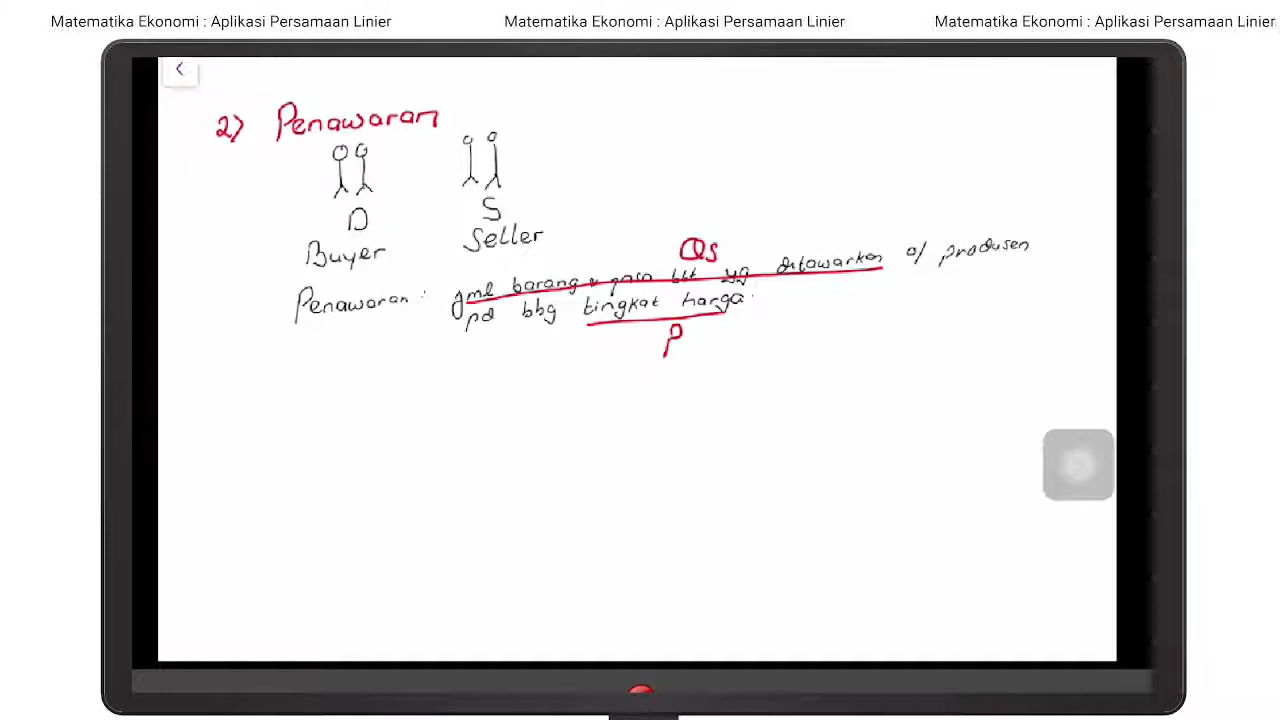 Matematika Ekonomi : Aplikasi Persamaan Linier Matematika Ekonomi : Aplikasi Persamaan Linier Matematika Ekonomi : Aplikasi Persamaan Linier
2) Penawaran
D S
Buyer Seller
Qs
Penawaran : jml barang yg ditawarkan o/ produsen
pd bbg tingkat harga.
P